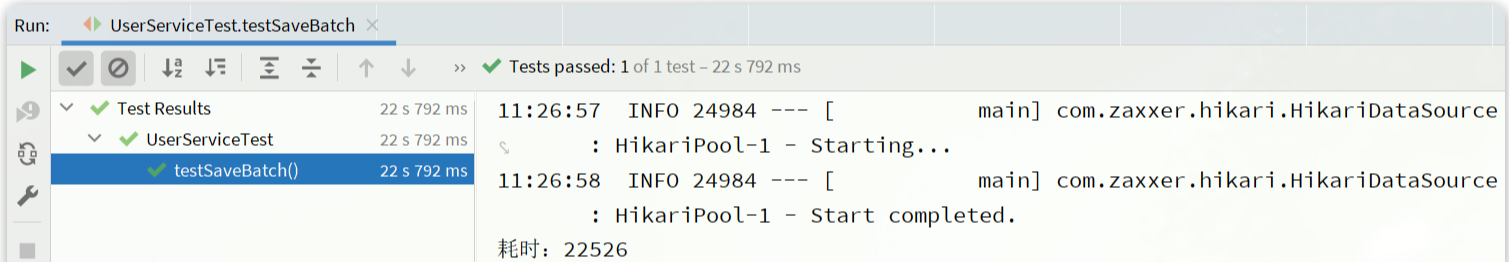 Run: UserServiceTest.testSaveBatch
Tests passed: 1 of 1 test – 22 s 792 ms
Test Results 22 s 792 ms
UserServiceTest 22 s 792 ms
testSaveBatch() 22 s 792 ms
11:26:57  INFO 24984 --- [           main] com.zaxxer.hikari.HikariDataSource
: HikariPool-1 - Starting...
11:26:58  INFO 24984 --- [           main] com.zaxxer.hikari.HikariDataSource
: HikariPool-1 - Start completed.
耗时：22526